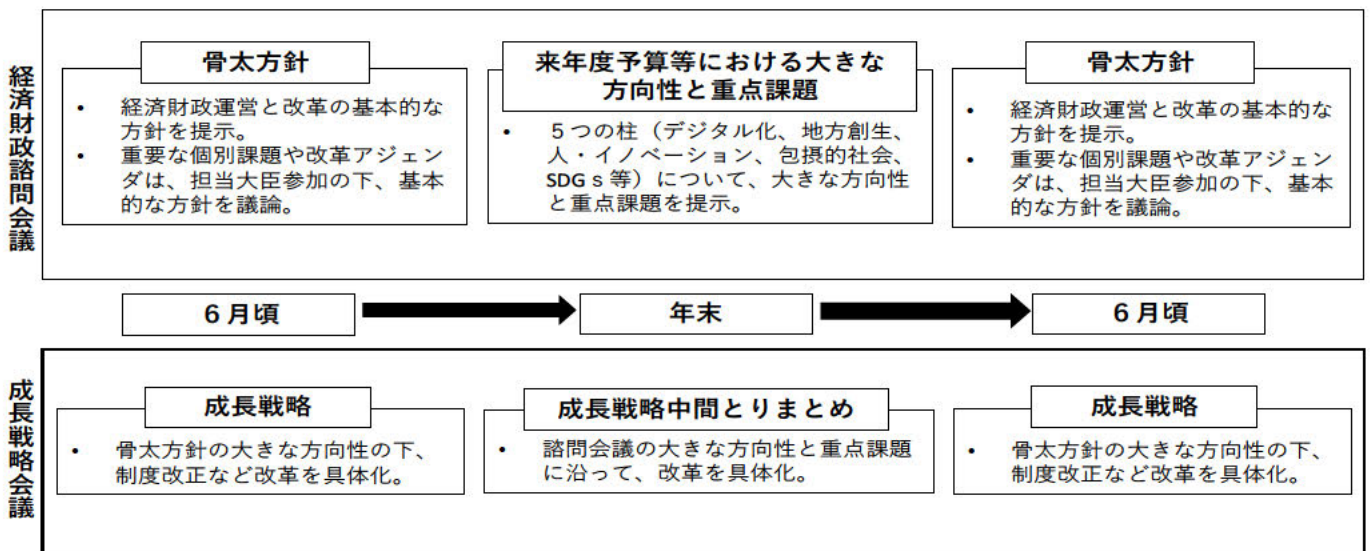 経済財政諮問会議
骨太方針
• 経済財政運営と改革の基本的な
方針を提示。
• 重要な個別課題や改革アジェン
ダは、担当大臣参加の下、基本
的な方針を議論。
来年度予算等における大きな
方向性と重点課題
• ５つの柱（デジタル化、地方創生、
人・イノベーション、包摂的社会、
SDGｓ等）について、大きな方向性
と重点課題を提示。
骨太方針
• 経済財政運営と改革の基本的な
方針を提示。
• 重要な個別課題や改革アジェン
ダは、担当大臣参加の下、基本
的な方針を議論。
６月頃
年末
６月頃
成長戦略会議
成長戦略
• 骨太方針の大きな方向性の下、
制度改正など改革を具体化。
成長戦略中間とりまとめ
• 諮問会議の大きな方向性と重点課題
に沿って、改革を具体化。
成長戦略
• 骨太方針の大きな方向性の下、
制度改正など改革を具体化。